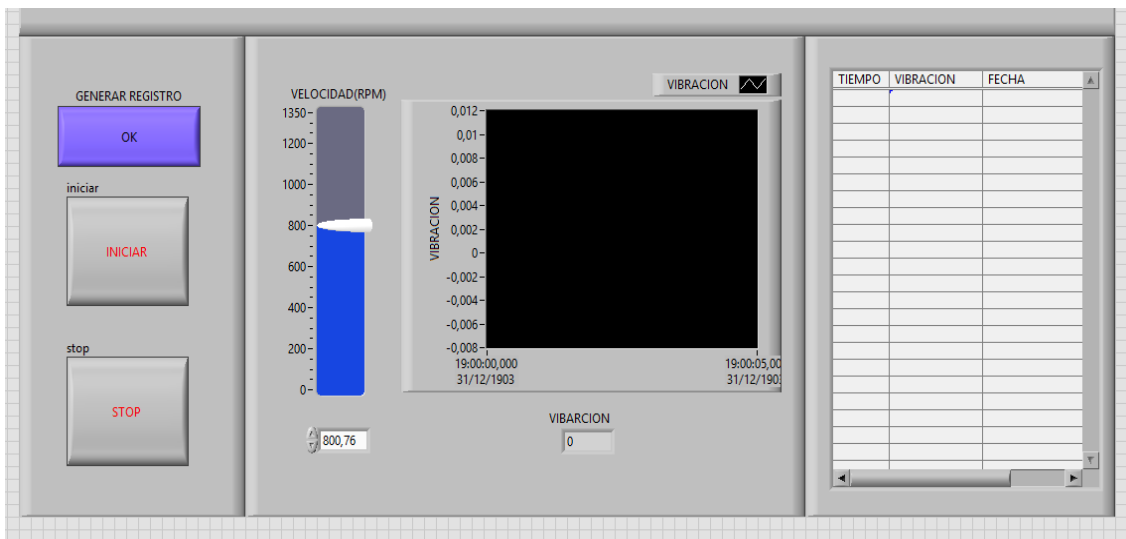 GENERAR REGISTRO
OK
iniciar
INICIAR
stop
STOP
VELOCIDAD(RPM)
1350
1200
1000
800
600
400
200
0
800,76
VIBRACION
VIBRACION
0,012
0,01
0,008
0,006
0,004
0,002
0
-0,002
-0,004
-0,006
-0,008
19:00:00,000
31/12/1903
19:00:05,00
31/12/190
VIBARCION
0
TIEMPO VIBRACION FECHA